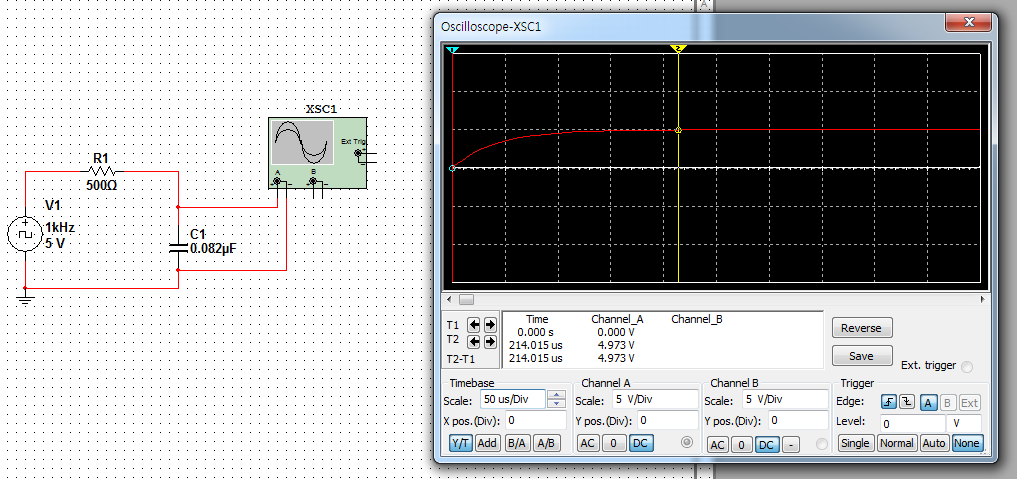 Oscilloscope-XSC1
XSC1
Ext Trig
A
B
R1
500Ω
V1
1kHz
5 V
C1
0.082µF
1
2
T1
T2
T2-T1
Time Channel_A Channel_B
0.000 s 0.000 V
214.015 us 4.973 V
214.015 us 4.973 V
Reverse
Save
Ext. trigger
Timebase
Scale: 50 us/Div
X pos.(Div): 0
Y/T Add B/A A/B
Channel A
Scale: 5 V/Div
Y pos.(Div): 0
AC 0 DC
Channel B
Scale: 5 V/Div
Y pos.(Div): 0
AC 0 DC -
Trigger
Edge: A B Ext
Level: 0 V
Single Normal Auto None